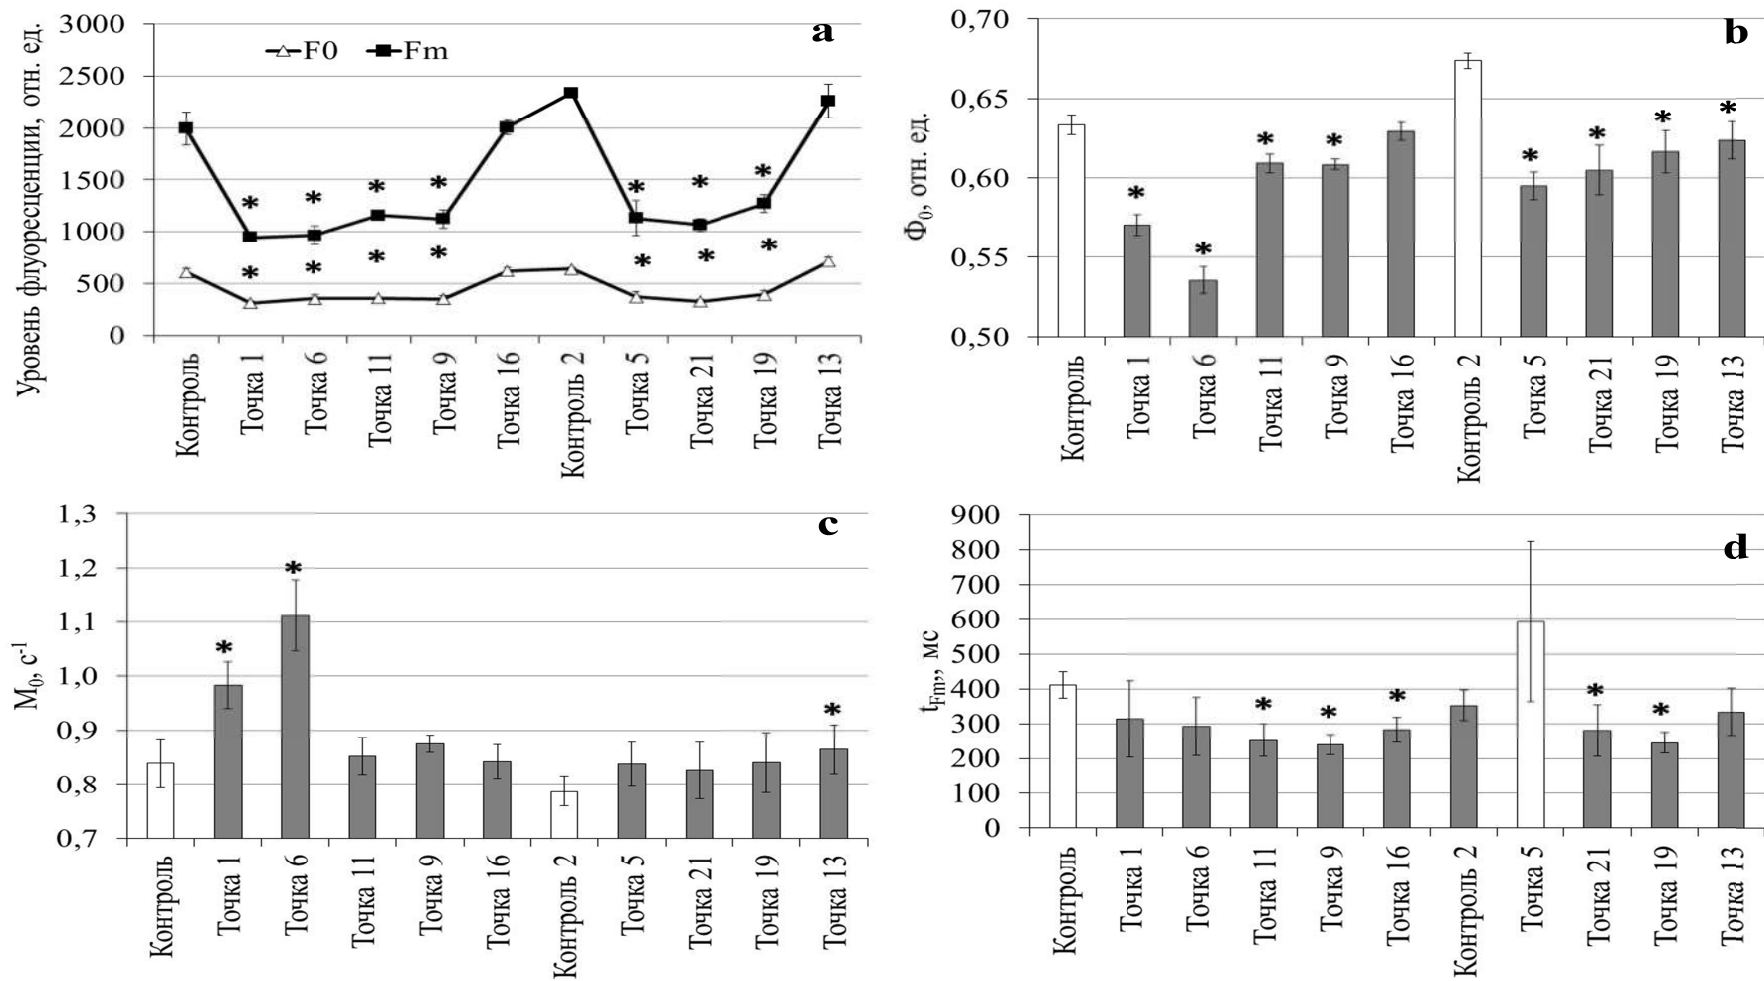 Уровень флуоресценции, отн. ед.
3000
2500
2000
1500
1000
500
0
F0 Fm
a
* * * * * * *
* * * * * * *
Контроль
Точка 1
Точка 6
Точка 11
Точка 9
Точка 16
Контроль 2
Точка 5
Точка 21
Точка 19
Точка 13
Ф0, отн. ед.
0,70
0,65
0,60
0,55
0,50
b
* * * * * * * *
Контроль
Точка 1
Точка 6
Точка 11
Точка 9
Точка 16
Контроль 2
Точка 5
Точка 21
Точка 19
Точка 13
M0, c-1
1,3
1,2
1,1
1,0
0,9
0,8
0,7
c
* * *
Контроль
Точка 1
Точка 6
Точка 11
Точка 9
Точка 16
Контроль 2
Точка 5
Точка 21
Точка 19
Точка 13
tFm,, мс
900
800
700
600
500
400
300
200
100
0
d
* * * * *
Контроль
Точка 1
Точка 6
Точка 11
Точка 9
Точка 16
Контроль 2
Точка 5
Точка 21
Точка 19
Точка 13